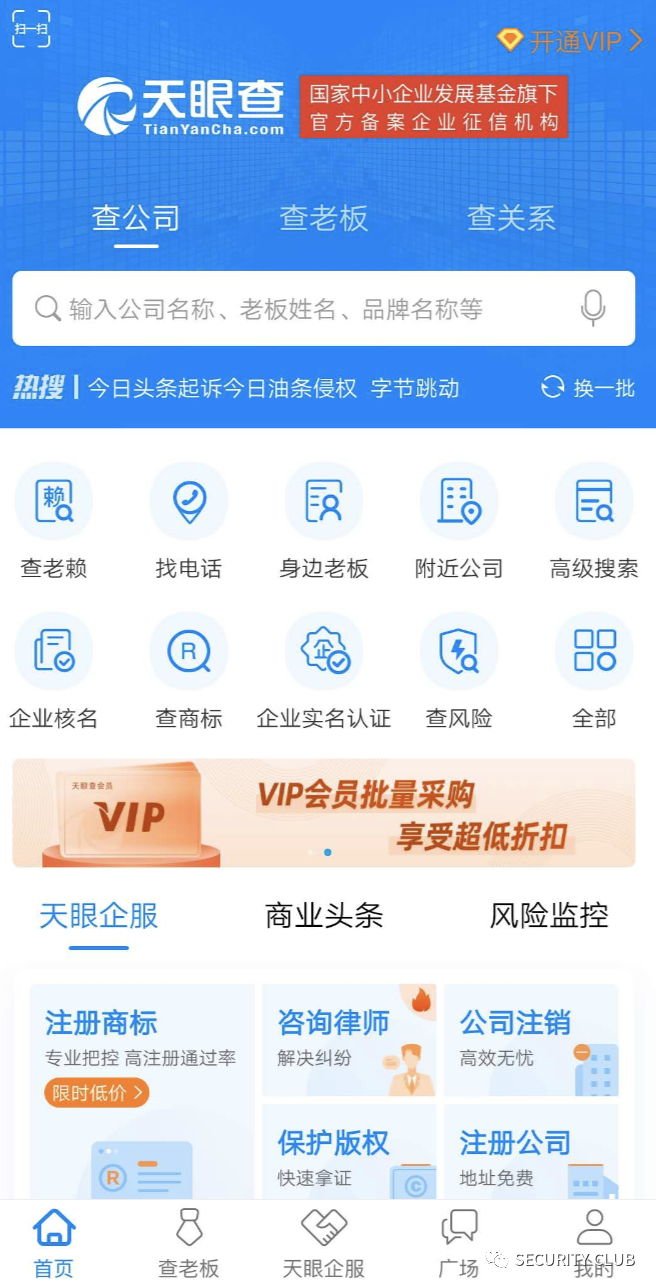 扫一扫
开通VIP
天眼查
TianYanCha.com
国家中小企业发展基金旗下
官方备案企业征信机构
查公司 查老板 查关系
输入公司名称、老板姓名、品牌名称等
热搜 今日头条起诉今日油条侵权 字节跳动 换一批
赖
查老赖 找电话 身边老板 附近公司 高级搜索
R 企
企业核名 查商标 企业实名认证 查风险 全部
天眼查会员
VIP
VIP会员批量采购
享受超低折扣
天眼企服 商业头条 风险监控
注册商标 咨询律师 公司注销
专业把控 高注册通过率 解决纠纷 高效无忧
限时低价
保护版权 注册公司
快速拿证 地址免费
R ©
首页 查老板 天眼企服 广场 我的
SECURITY CLUB